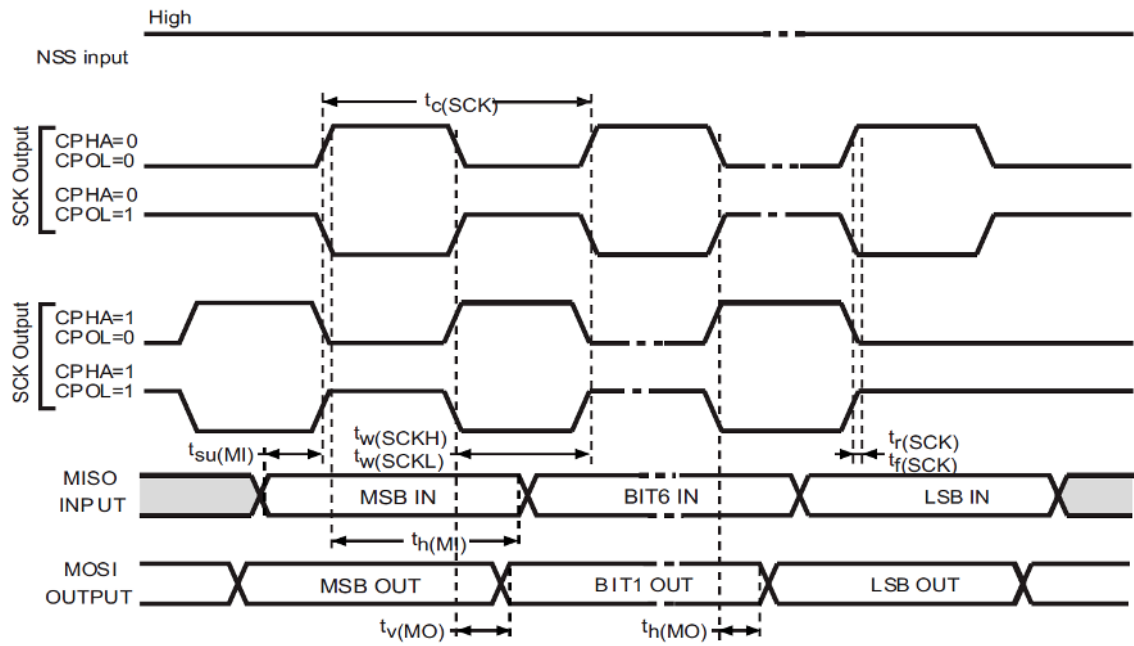 High
NSS input
tc(SCK)
SCK Output
CPHA=0
CPOL=0
CPHA=0
CPOL=1
SCK Output
CPHA=1
CPOL=0
CPHA=1
CPOL=1
tsu(MI)
tw(SCKH)
tw(SCKL)
tr(SCK)
tf(SCK)
MISO
INPUT
MSB IN
BIT6 IN
LSB IN
th(MI)
MOSI
OUTPUT
MSB OUT
BIT1 OUT
LSB OUT
tv(MO)
th(MO)